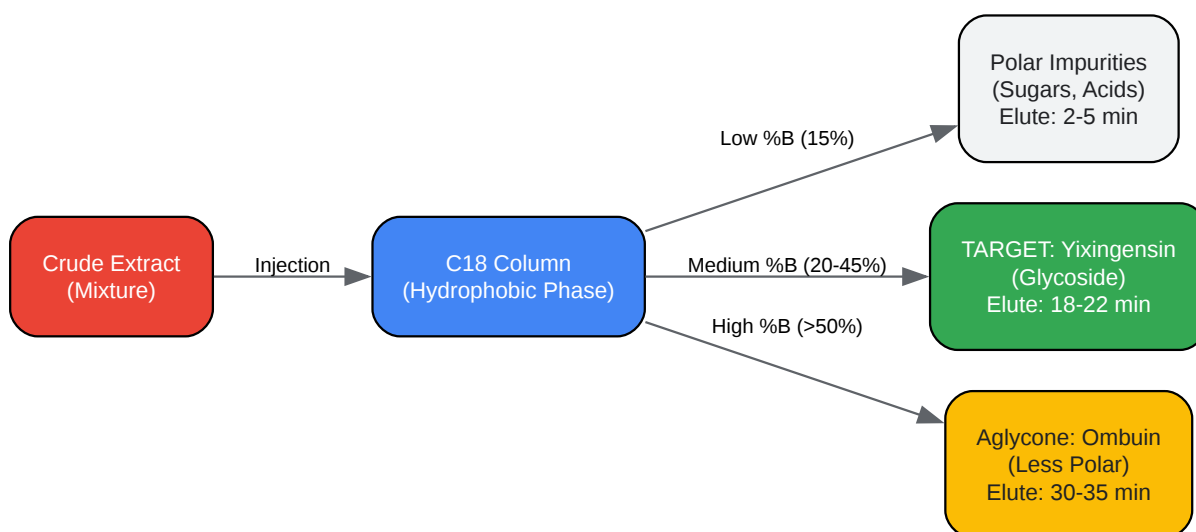 Crude Extract
(Mixture)
Injection
C18 Column
(Hydrophobic Phase)
Low %B (15%)
Polar Impurities
(Sugars, Acids)
Elute: 2-5 min
Medium %B (20-45%)
TARGET: Yixingensin
(Glycoside)
Elute: 18-22 min
High %B (>50%)
Aglycone: Ombuin
(Less Polar)
Elute: 30-35 min